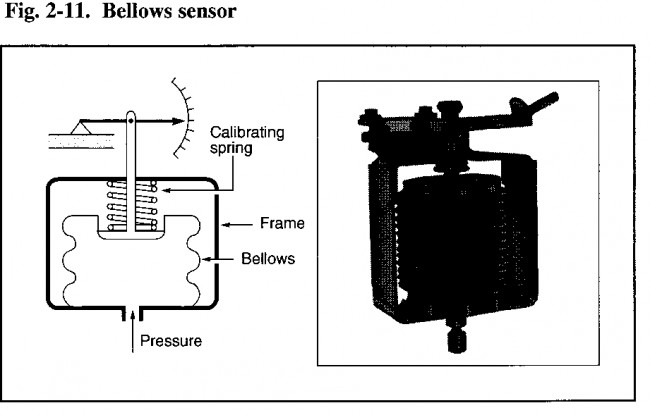 Fig. 2-11. Bellows sensor
Calibrating
spring
Frame
Bellows
Pressure